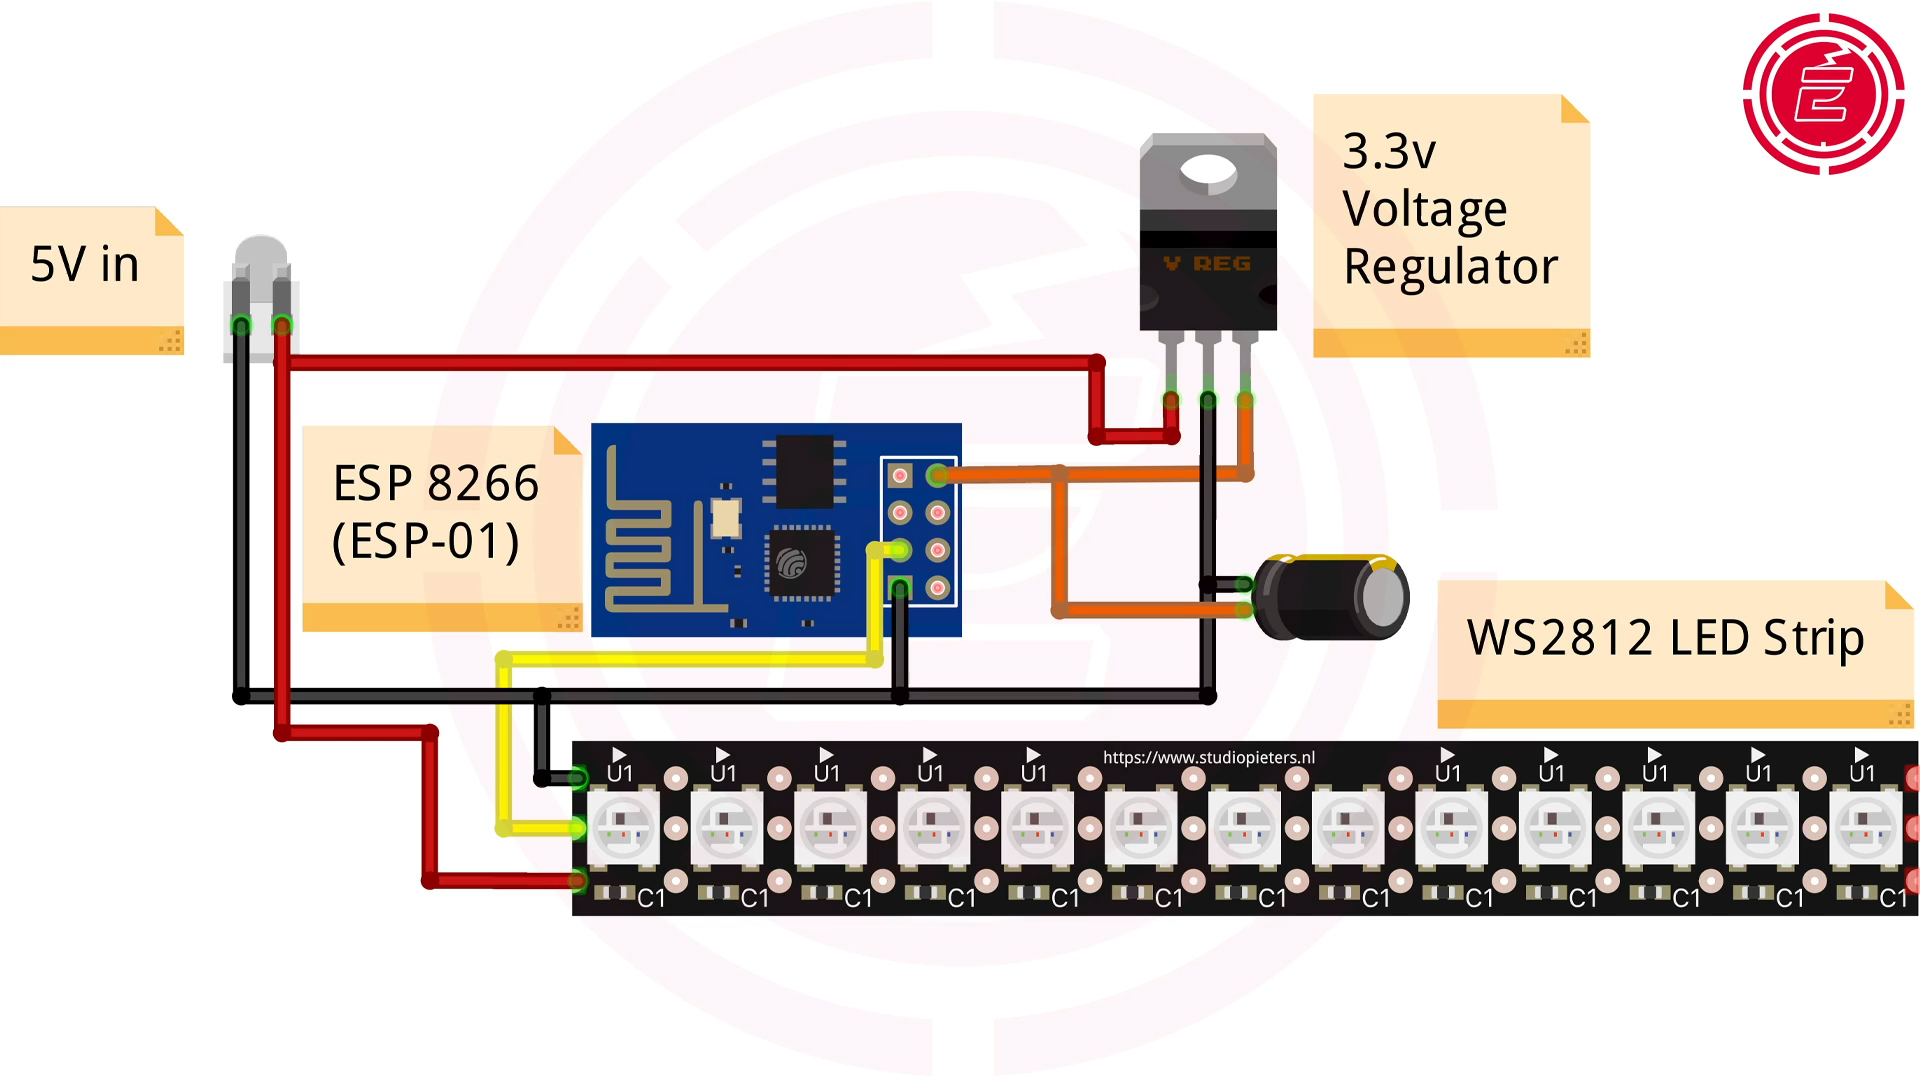 5V in
ESP 8266
(ESP-01)
V REG
3.3v
Voltage
Regulator
WS2812 LED Strip
https://www.studiopieters.nl
U1 U1 U1 U1 U1 U1 U1 U1 U1 U1
C1 C1 C1 C1 C1 C1 C1 C1 C1 C1 C1 C1 C1